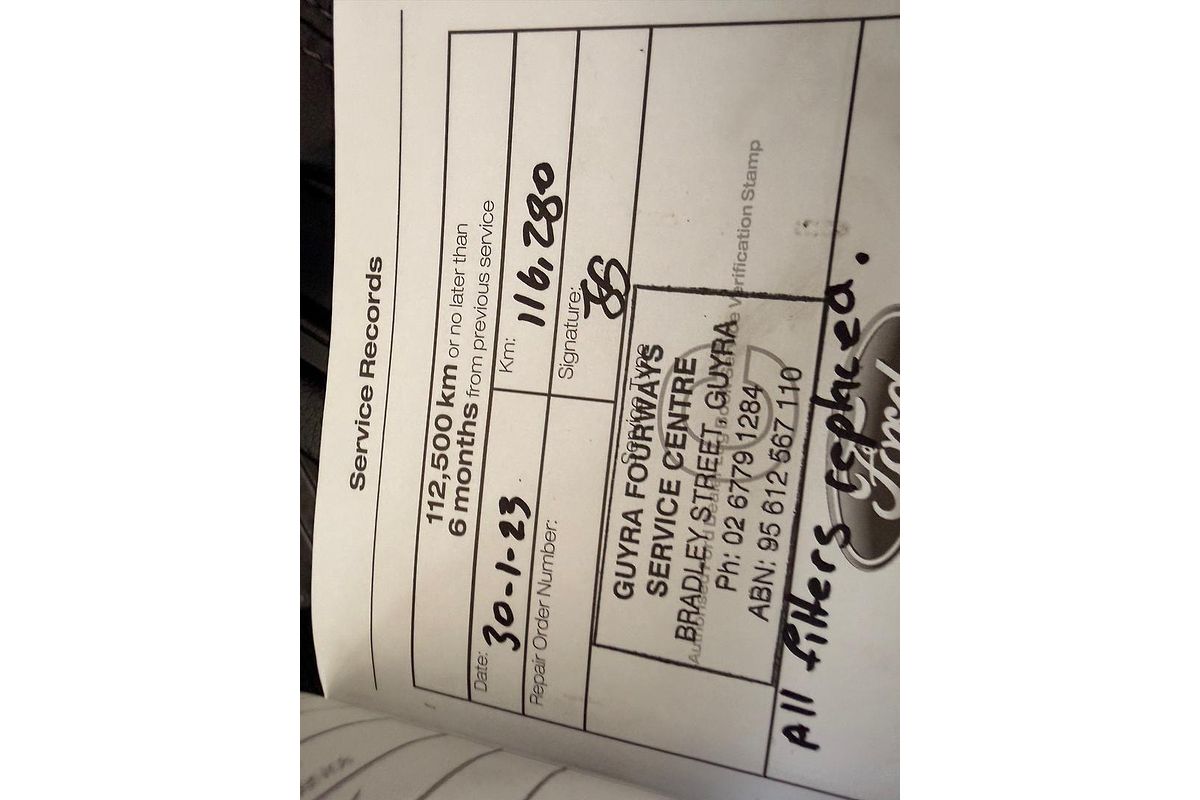 Service Records
112,500 km or no later than
6 months from previous service
Date: 30-1-23
Km: 116,280
Repair Order Number:
Signature:
Service Type
GUYRA FOURWAYS
SERVICE CENTRE
BRADLEY STREET, GUYRA
Ph: 02 6779 1284
ABN: 95 612 567 110
Verification Stamp
All filters replaced.
Ford